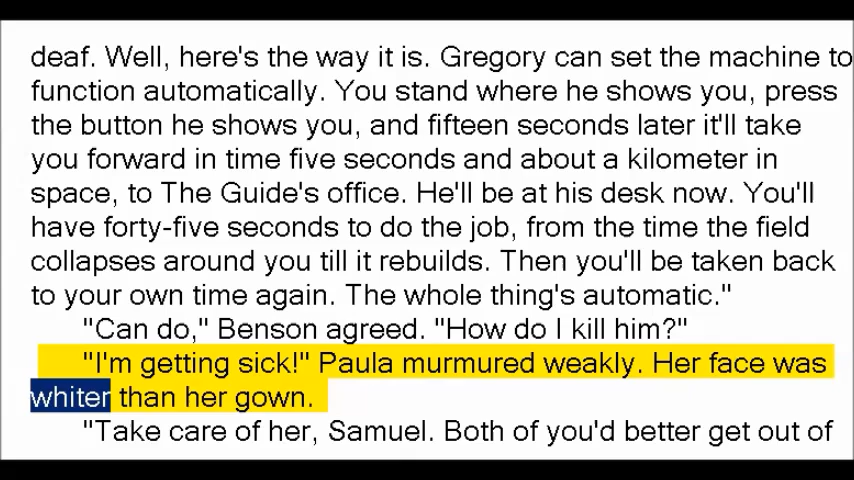 deaf. Well, here's the way it is. Gregory can set the machine to
function automatically. You stand where he shows you, press
the button he shows you, and fifteen seconds later it'll take
you forward in time five seconds and about a kilometer in
space, to The Guide's office. He'll be at his desk now. You'll
have forty-five seconds to do the job, from the time the field
collapses around you till it rebuilds. Then you'll be taken back
to your own time again. The whole thing's automatic."
"Can do," Benson agreed. "How do I kill him?"
"I'm getting sick!" Paula murmured weakly. Her face was
whiter than her gown.
"Take care of her, Samuel. Both of you'd better get out of